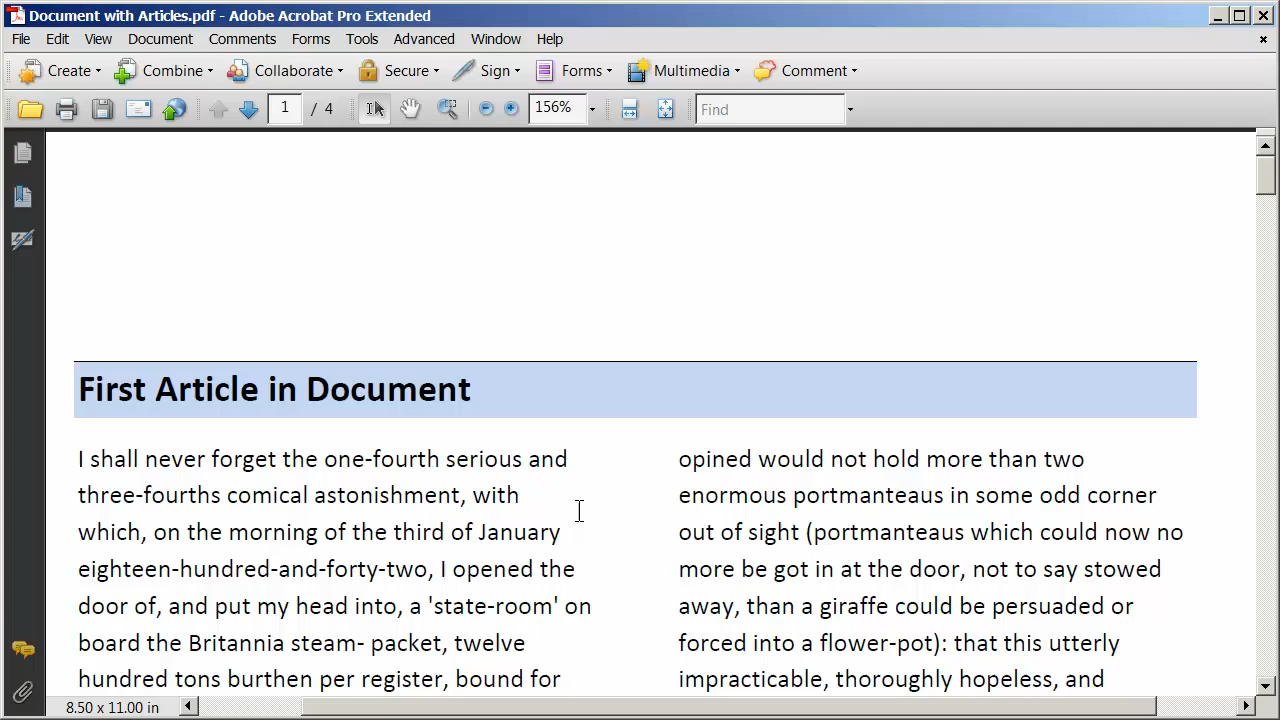 Document with Articles.pdf - Adobe Acrobat Pro Extended
File Edit View Document Comments Forms Tools Advanced Window Help
Create Combine Collaborate Secure Sign Forms Multimedia Comment
1 / 4 156% Find
First Article in Document
I shall never forget the one-fourth serious and
three-fourths comical astonishment, with
which, on the morning of the third of January
eighteen-hundred-and-forty-two, I opened the
door of, and put my head into, a 'state-room' on
board the Britannia steam- packet, twelve
hundred tons burthen per register, bound for
opined would not hold more than two
enormous portmanteaus in some odd corner
out of sight (portmanteaus which could now no
more be got in at the door, not to say stowed
away, than a giraffe could be persuaded or
forced into a flower-pot): that this utterly
impracticable, thoroughly hopeless, and
8.50 x 11.00 in